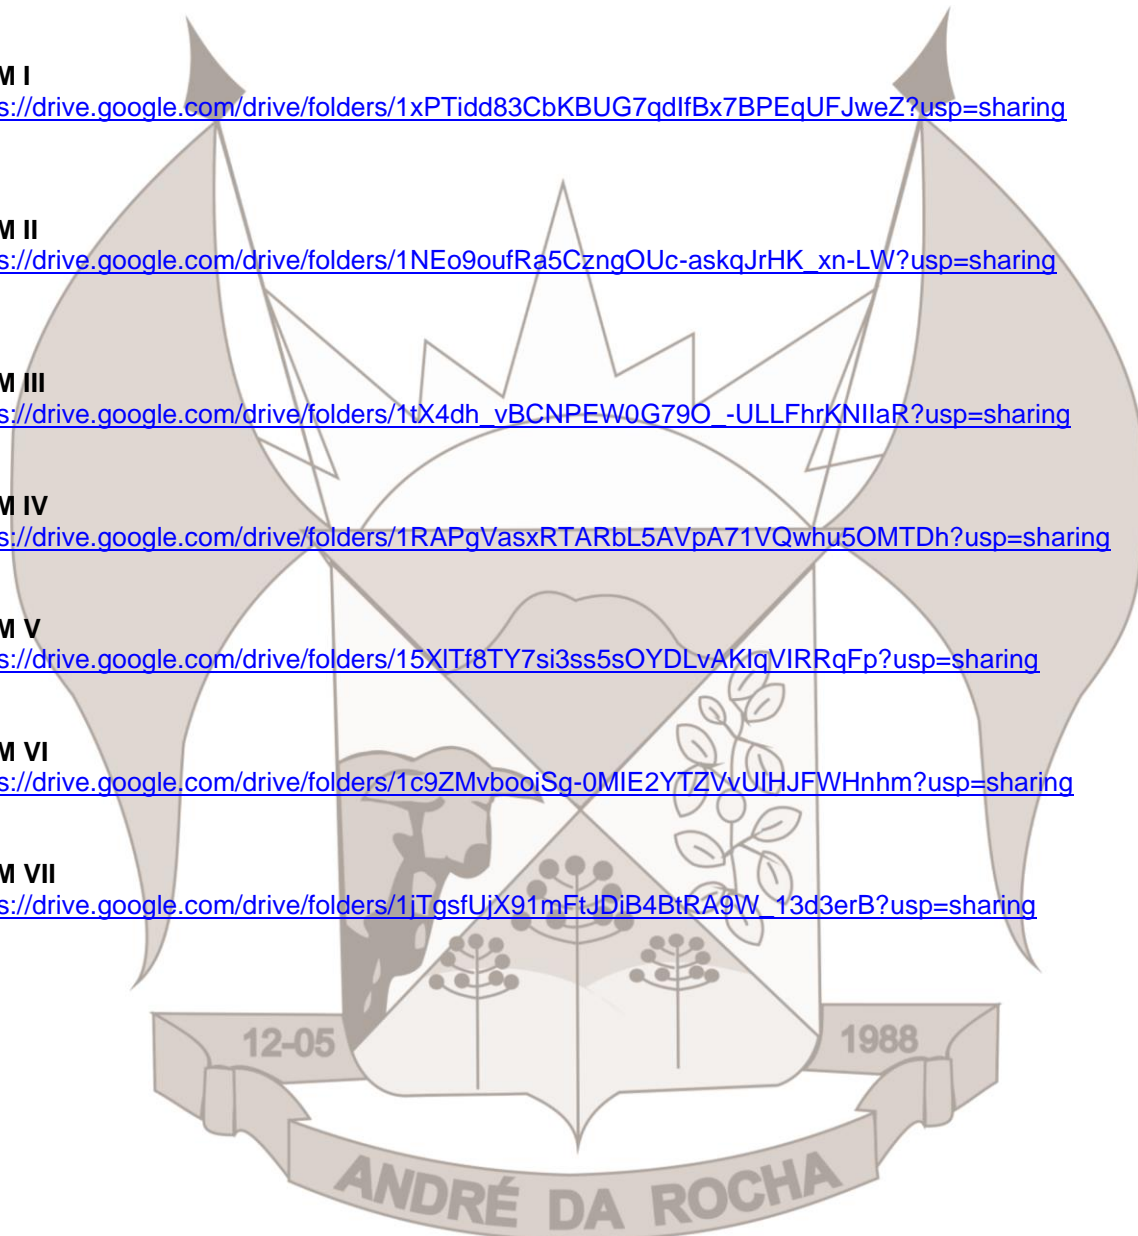 M I
s://drive.google.com/drive/folders/1xPTidd83CbKBUG7qdIfBx7BPEqUFJweZ?usp=sharing
M II
s://drive.google.com/drive/folders/1NEo9oufRa5CzngOUc-askqJrHK_xn-LW?usp=sharing
M III
s://drive.google.com/drive/folders/1tX4dh_vBCNPEW0G79O_-ULLFhrKNIIaR?usp=sharing
M IV
s://drive.google.com/drive/folders/1RAPgVasxRTARbL5AVpA71VQwhu5OMTDh?usp=sharing
M V
s://drive.google.com/drive/folders/15XlTf8TY7si3ss5sOYDLvAKIqVIRRqFp?usp=sharing
M VI
s://drive.google.com/drive/folders/1c9ZMvbooiSg-0MIE2YTZVvUIHJFWHnhm?usp=sharing
M VII
s://drive.google.com/drive/folders/1jTgsfUjX91mFtJDiB4BtRA9W_13d3erB?usp=sharing
12-05
1988
ANDRÉ DA ROCHA